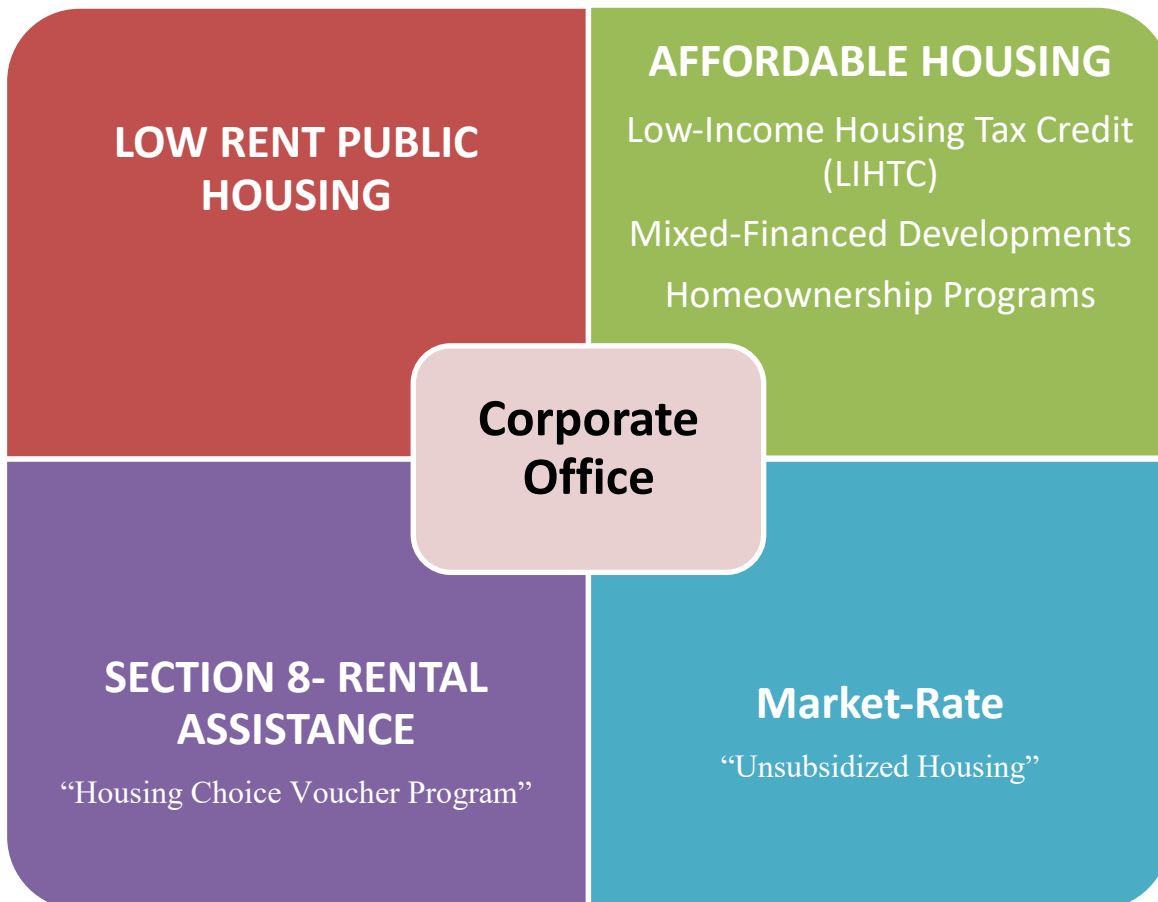 LOW RENT PUBLIC
HOUSING
AFFORDABLE HOUSING
Low-Income Housing Tax Credit
(LIHTC)
Mixed-Financed Developments
Homeownership Programs
Corporate
Office
SECTION 8- RENTAL
ASSISTANCE
“Housing Choice Voucher Program”
Market-Rate
“Unsubsidized Housing”